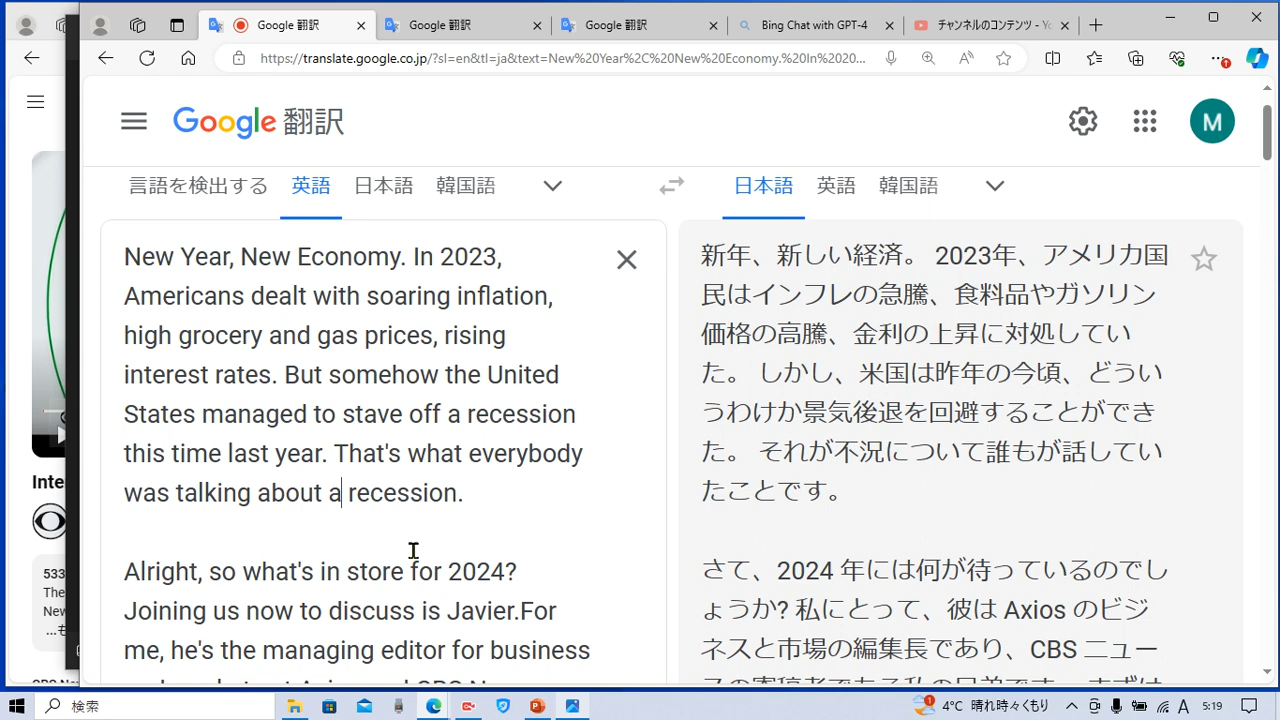 Google 翻訳
Google 翻訳
Google 翻訳
Bing Chat with GPT-4
チャンネルのコンテンツ - Yo
https://translate.google.co.jp/?sl=en&tl=ja&text=New%20Year%2C%20New%20Economy.%20In%2020...
Google 翻訳
M
言語を検出する 英語 日本語 韓国語
日本語 英語 韓国語
New Year, New Economy. In 2023,
Americans dealt with soaring inflation,
high grocery and gas prices, rising
interest rates. But somehow the United
States managed to stave off a recession
this time last year. That's what everybody
was talking about a recession.
Alright, so what's in store for 2024?
Joining us now to discuss is Javier.For
me, he's the managing editor for business
新年、新しい経済。 2023年、アメリカ国
民はインフレの急騰、食料品やガソリン
価格の高騰、金利の上昇に対処してい
た。 しかし、米国は昨年の今頃、どうい
うわけか景気後退を回避することができ
た。 それが不況について誰もが話してい
たことです。
さて、2024 年には何が待っているのでし
ょうか? 私にとって、彼は Axios のビジ
ネスと市場の編集長であり、CBS ニュー
Inte
533
The
New
...も
検索
4°C 晴れ時々くもり
A
5:19